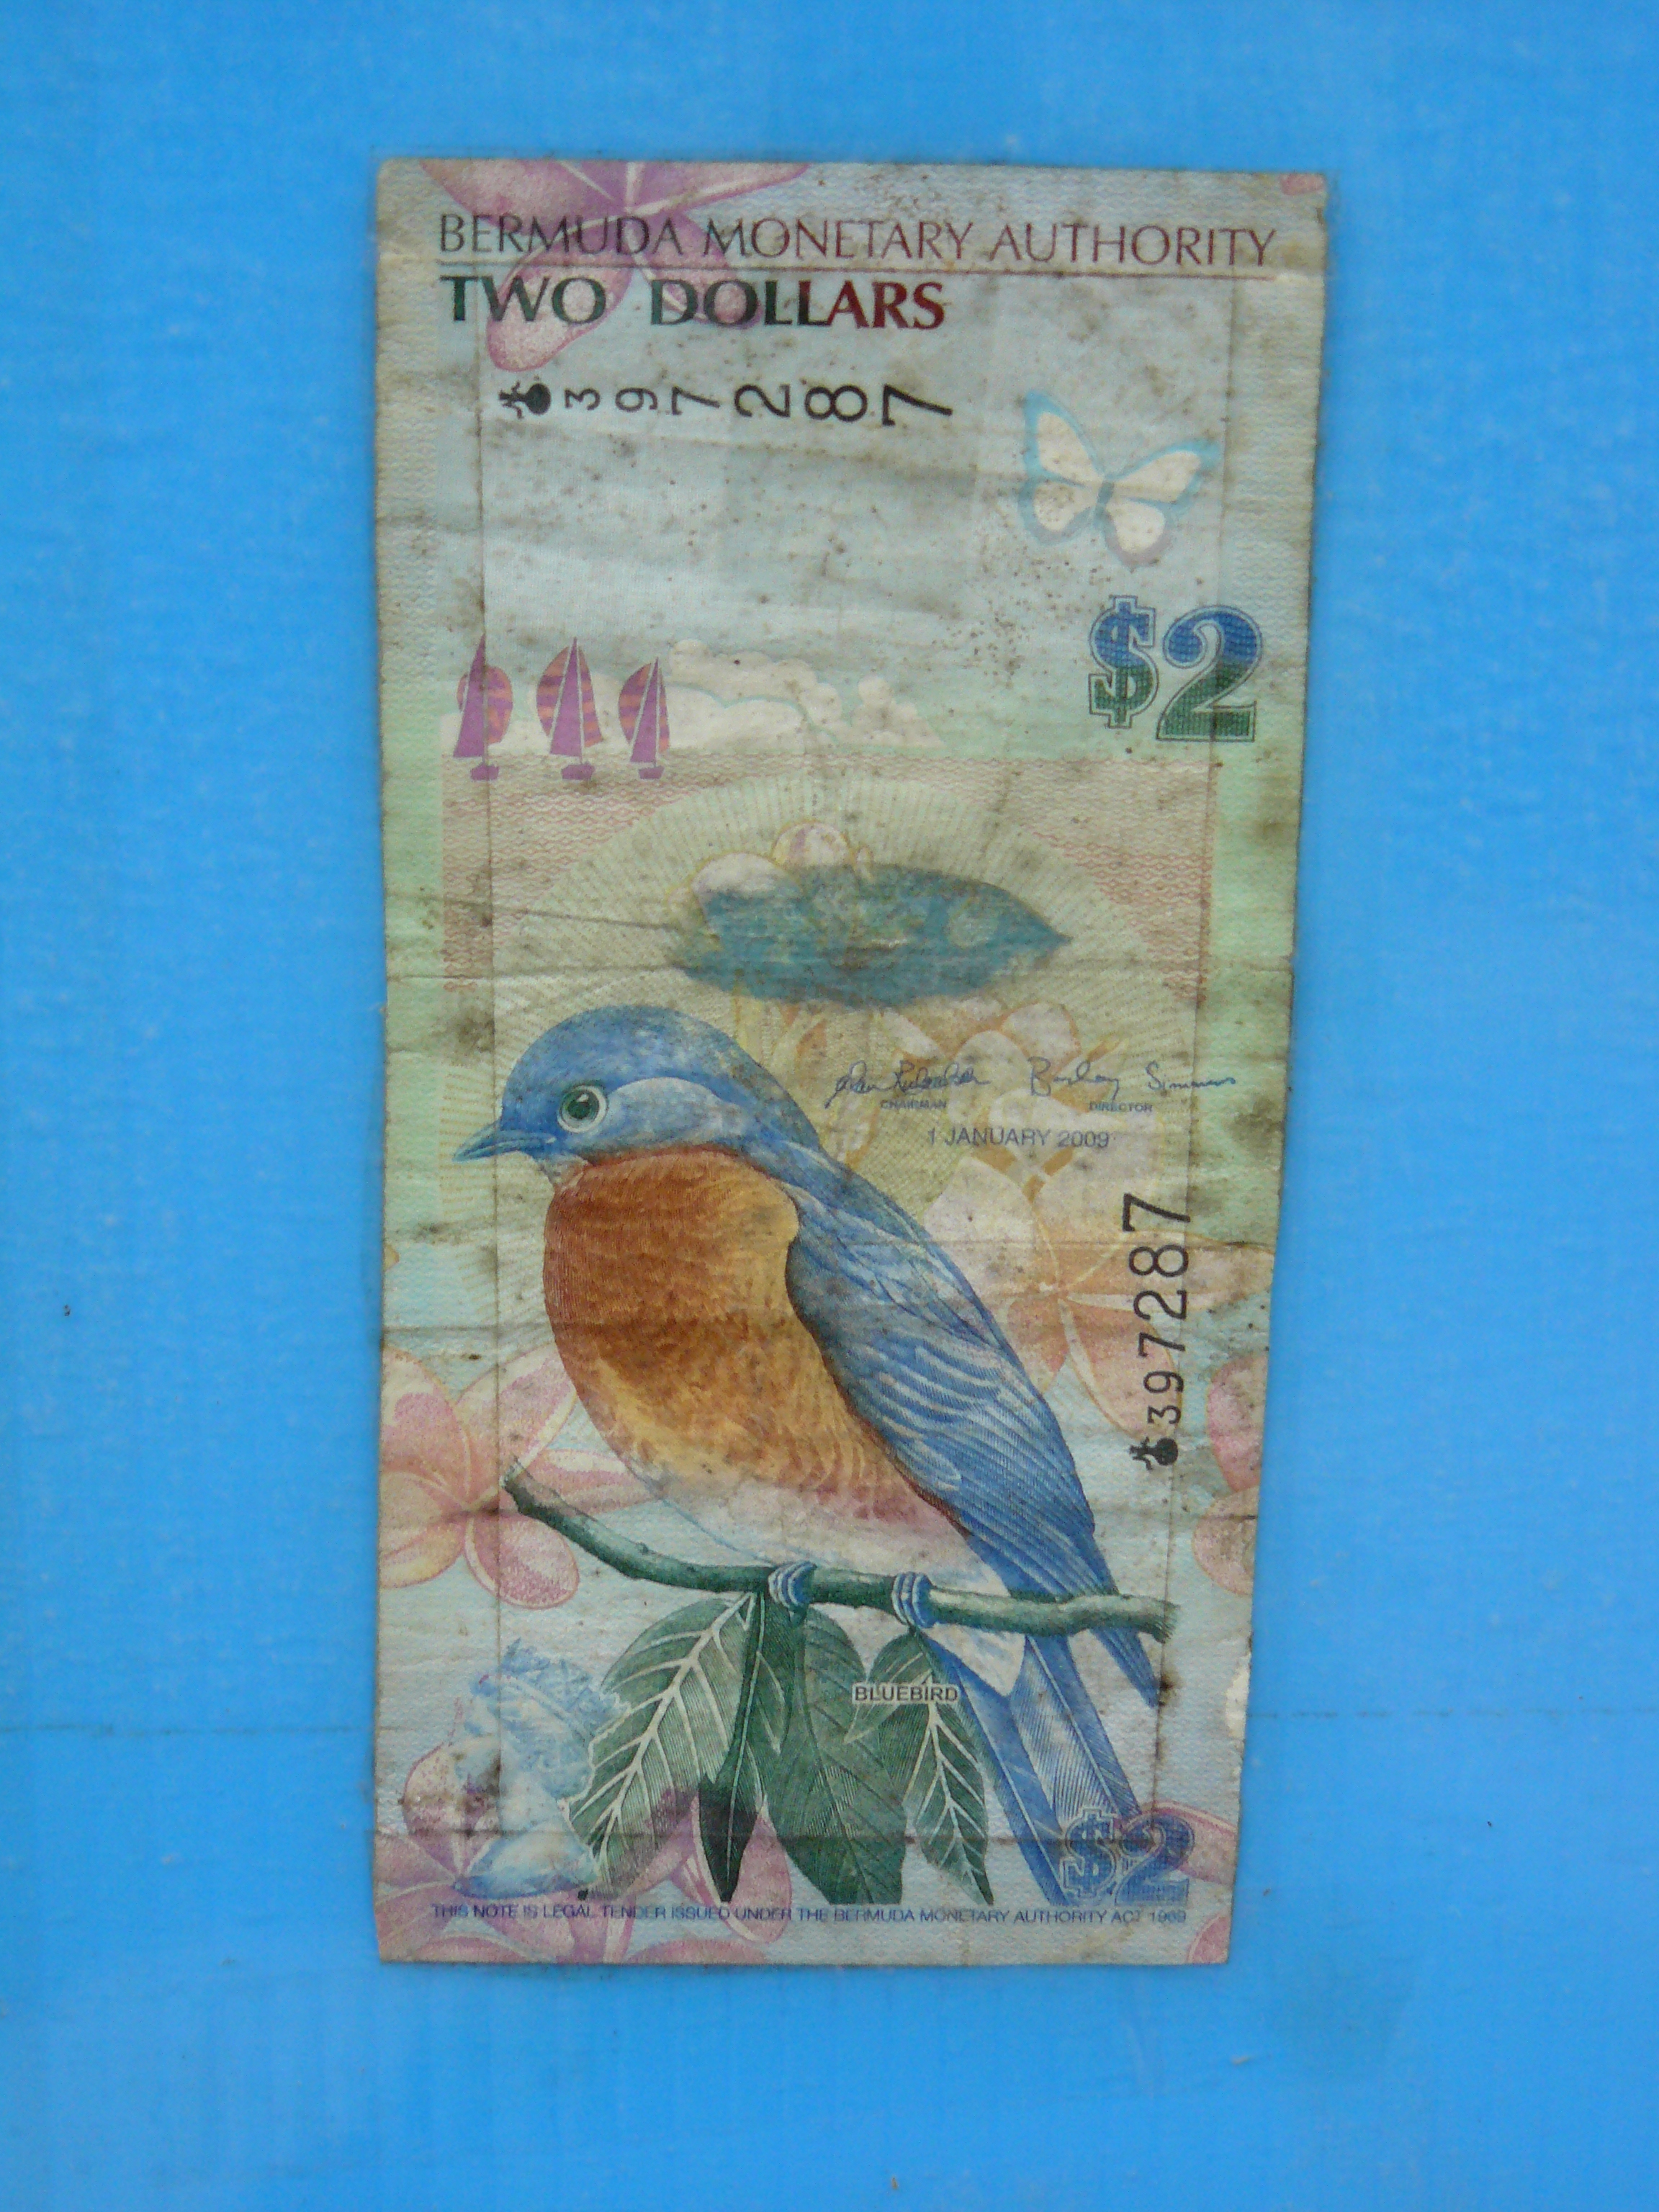 BERMUDA MONETARY AUTHORITY
TWO DOLLARS
397287
$2
CHAIRMAN
DIRECTOR
1 JANUARY 2009
397287
BLUEBIRD
$2
THIS NOTE IS LEGAL TENDER ISSUED UNDER THE BERMUDA MONETARY AUTHORITY ACT 1969